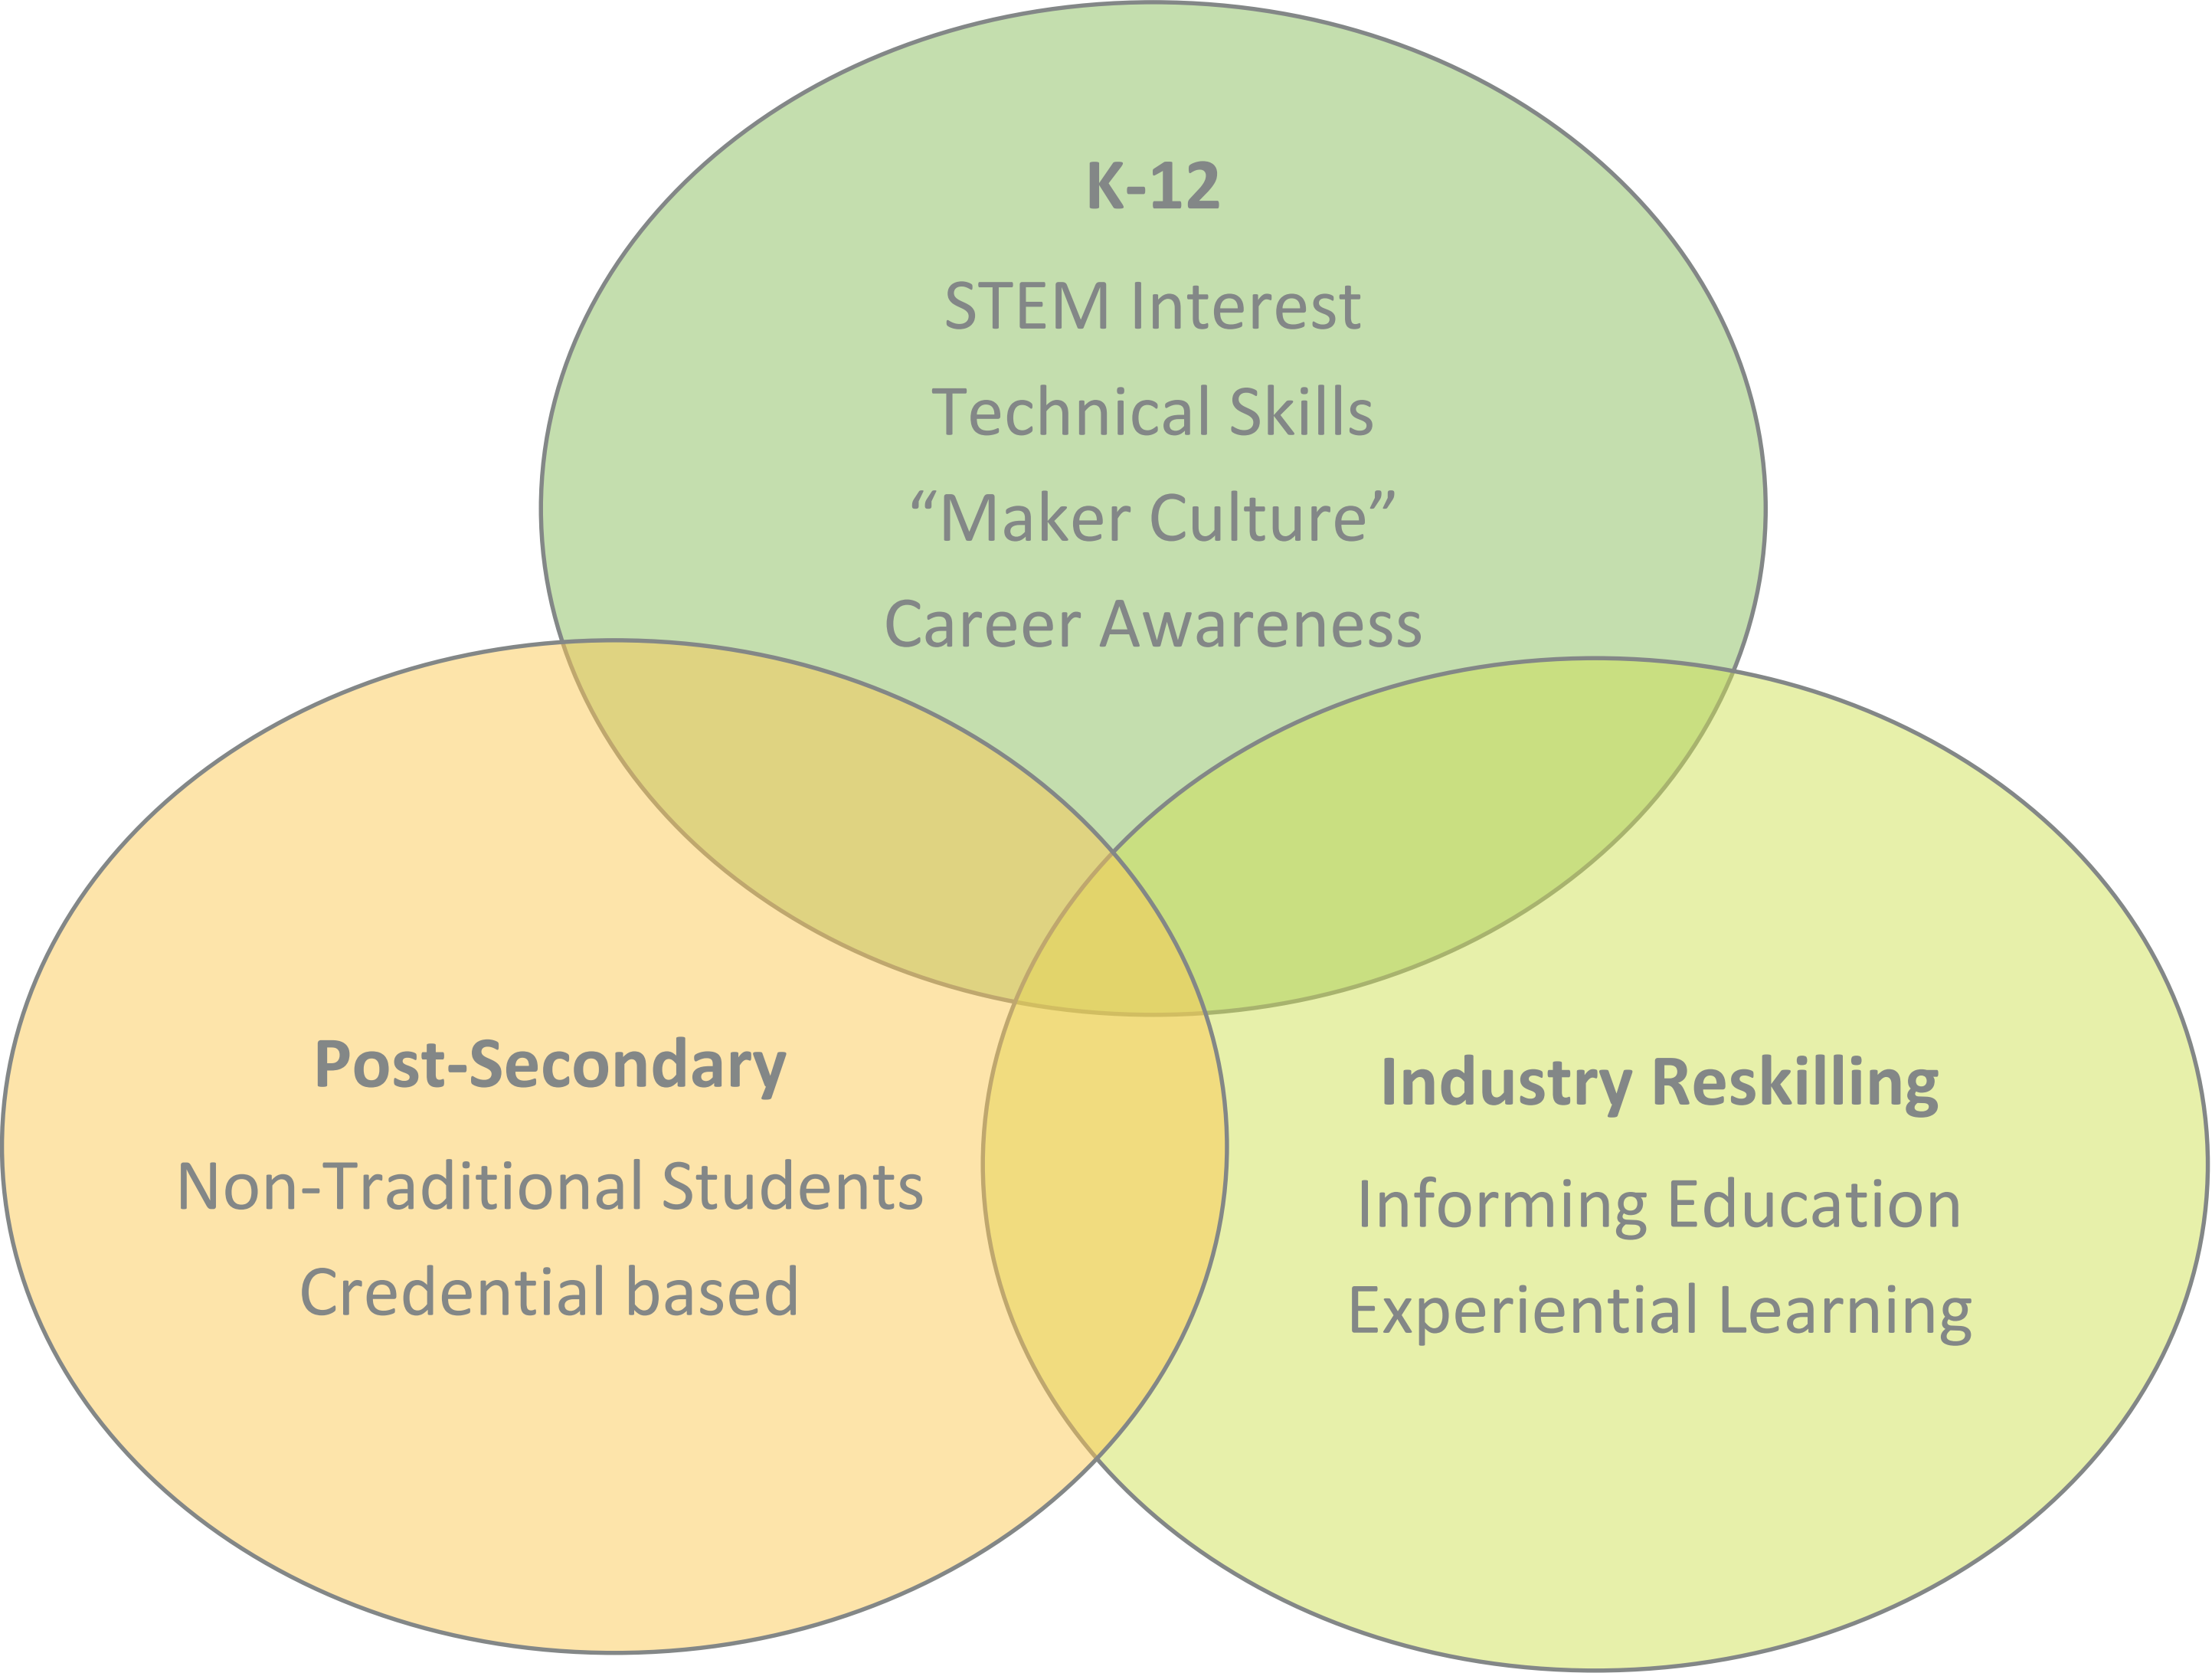 K-12
STEM Interest
Technical Skills
“Maker Culture”
Career Awareness
Post-Secondary
Non-Traditional Students
Credential based
Industry Reskilling
Informing Education
Experiential Learning